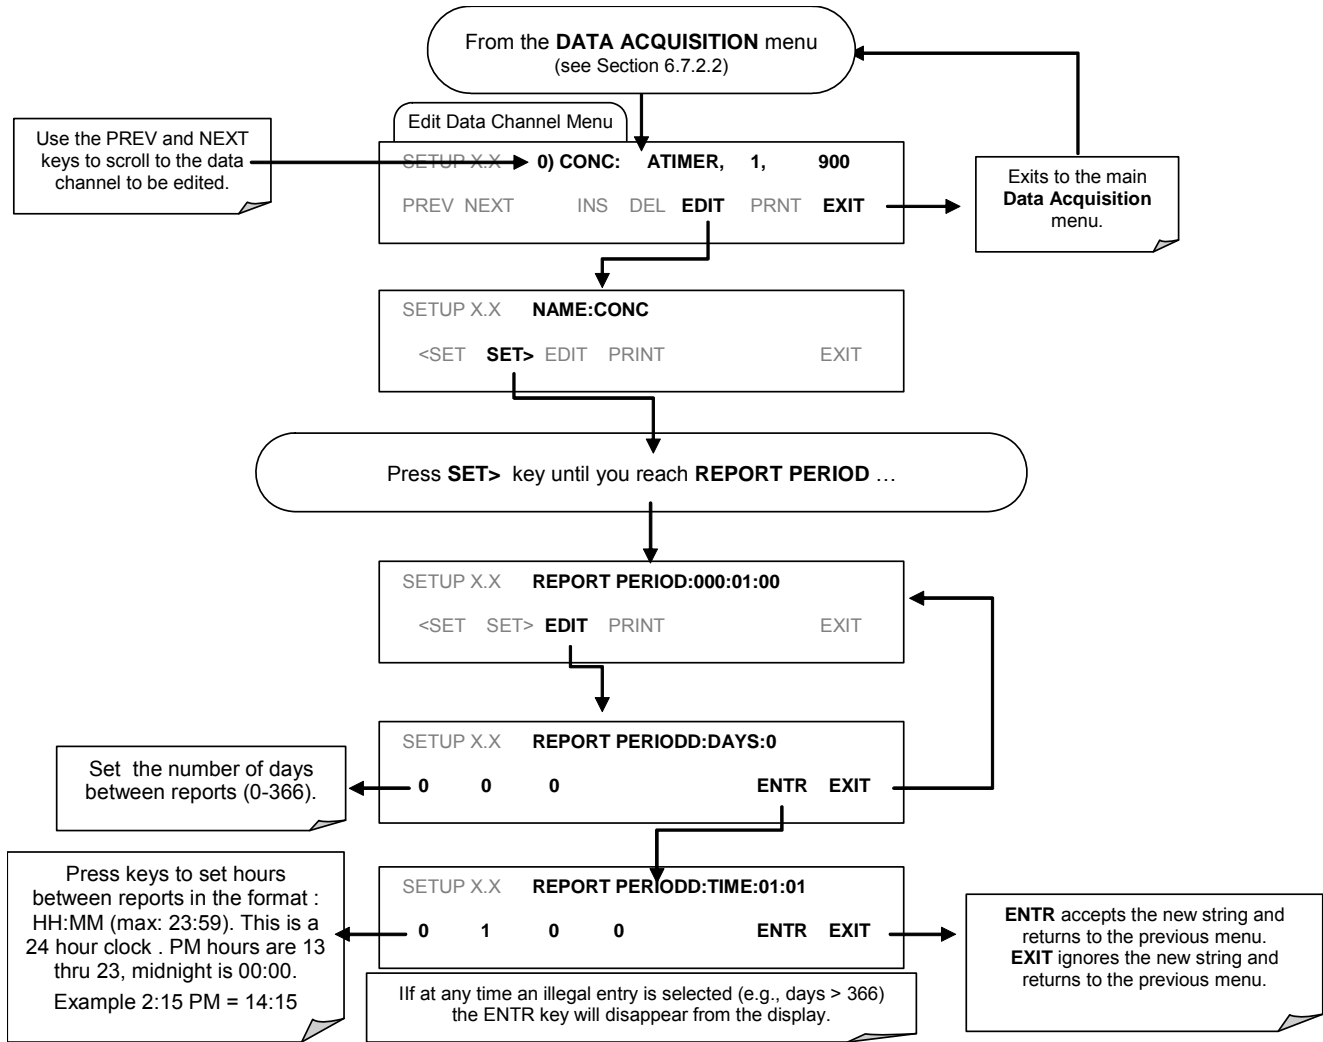 From the DATA ACQUISITION menu
(see Section 6.7.2.2)
Edit Data Channel Menu
Use the PREV and NEXT
keys to scroll to the data
channel to be edited.
SETUP X.X 0) CONC: ATIMER, 1, 900
PREV NEXT INS DEL EDIT PRNT EXIT
Exits to the main
Data Acquisition
menu.
SETUP X.X NAME:CONC
<SET SET> EDIT PRINT EXIT
Press SET> key until you reach REPORT PERIOD …
SETUP X.X REPORT PERIOD:000:01:00
<SET SET> EDIT PRINT EXIT
SETUP X.X REPORT PERIODD:DAYS:0
0 0 0 ENTR EXIT
Set the number of days
between reports (0-366).
SETUP X.X REPORT PERIODD:TIME:01:01
0 1 0 0 ENTR EXIT
Press keys to set hours
between reports in the format :
HH:MM (max: 23:59). This is a
24 hour clock . PM hours are 13
thru 23, midnight is 00:00.
Example 2:15 PM = 14:15
ENTR accepts the new string and
returns to the previous menu.
EXIT ignores the new string and
returns to the previous menu.
IIf at any time an illegal entry is selected (e.g., days > 366)
the ENTR key will disappear from the display.